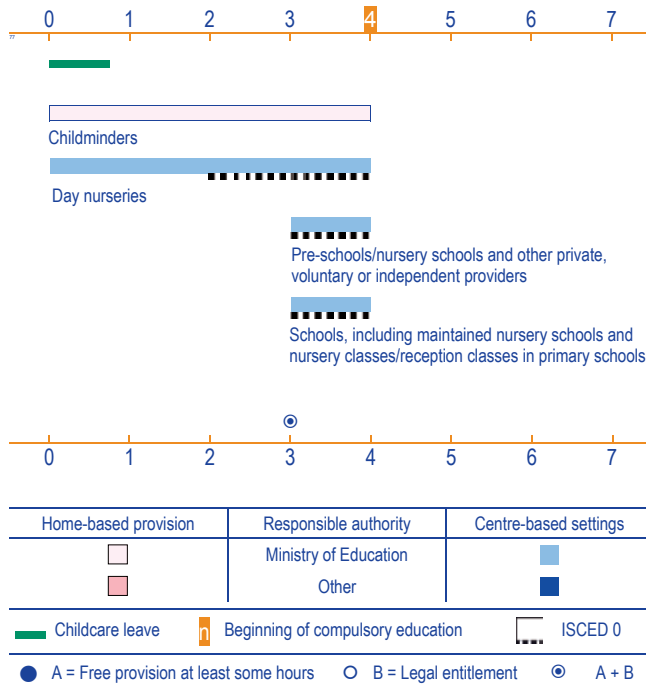 0 1 2 3 4 5 6 7
77
Childminders
Day nurseries
Pre-schools/nursery schools and other private,
voluntary or independent providers
Schools, including maintained nursery schools and
nursery classes/reception classes in primary schools
0 1 2 3 4 5 6 7
Home-based provision Responsible authority Centre-based settings
Ministry of Education
Other
Childcare leave n Beginning of compulsory education ISCED 0
A = Free provision at least some hours B = Legal entitlement A + B